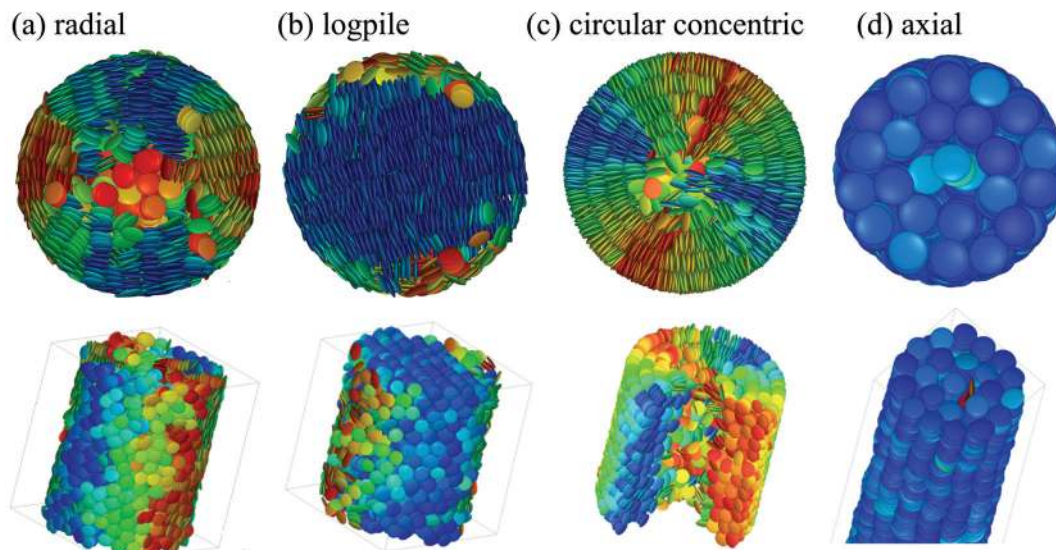 (a) radial
(b) logpile
(c) circular concentric
(d) axial